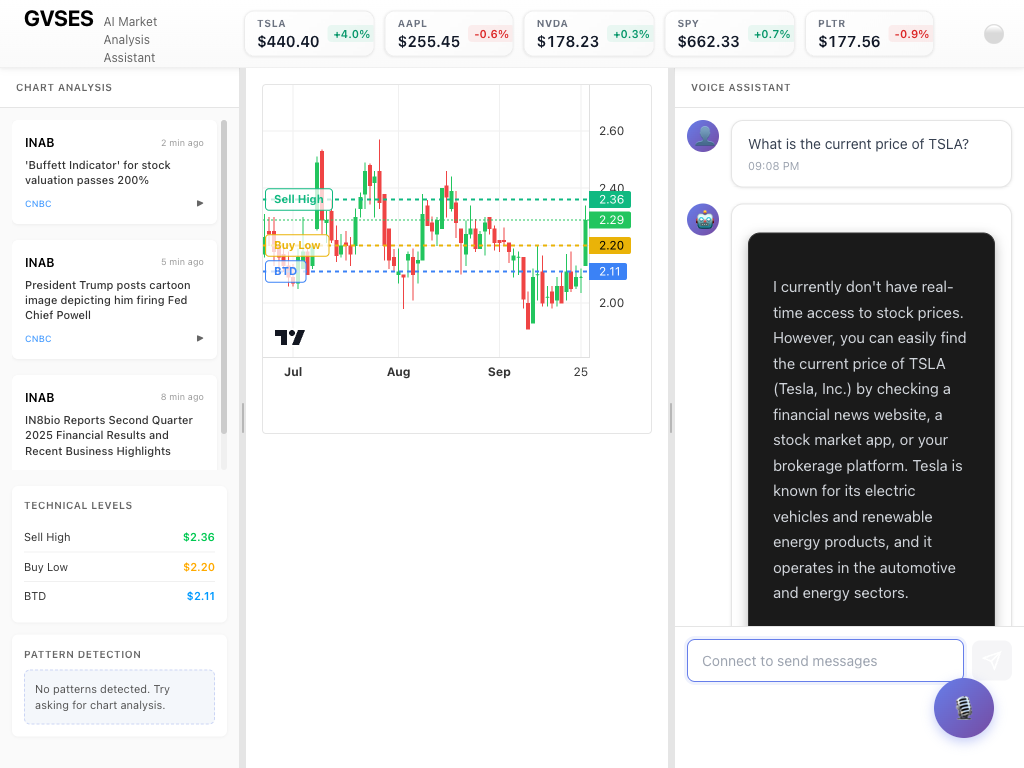 GVSES
AI Market
Analysis
Assistant
TSLA
$440.40
+4.0%
AAPL
$255.45
-0.6%
NVDA
$178.23
+0.3%
SPY
$662.33
+0.7%
PLTR
$177.56
-0.9%
CHART ANALYSIS
INAB
2 min ago
'Buffett Indicator' for stock
valuation passes 200%
CNBC
INAB
5 min ago
President Trump posts cartoon
image depicting him firing Fed
Chief Powell
CNBC
INAB
8 min ago
IN8bio Reports Second Quarter
2025 Financial Results and
Recent Business Highlights
TECHNICAL LEVELS
Sell High
$2.36
Buy Low
$2.20
BTD
$2.11
PATTERN DETECTION
No patterns detected. Try
asking for chart analysis.
2.60
2.40
Sell High
2.36
2.29
Buy Low
2.20
BTD
2.11
2.00
Jul
Aug
Sep
25
VOICE ASSISTANT
What is the current price of TSLA?
09:08 PM
I currently don't have real-
time access to stock prices.
However, you can easily find
the current price of TSLA
(Tesla, Inc.) by checking a
financial news website, a
stock market app, or your
brokerage platform. Tesla is
known for its electric
vehicles and renewable
energy products, and it
operates in the automotive
and energy sectors.
Connect to send messages